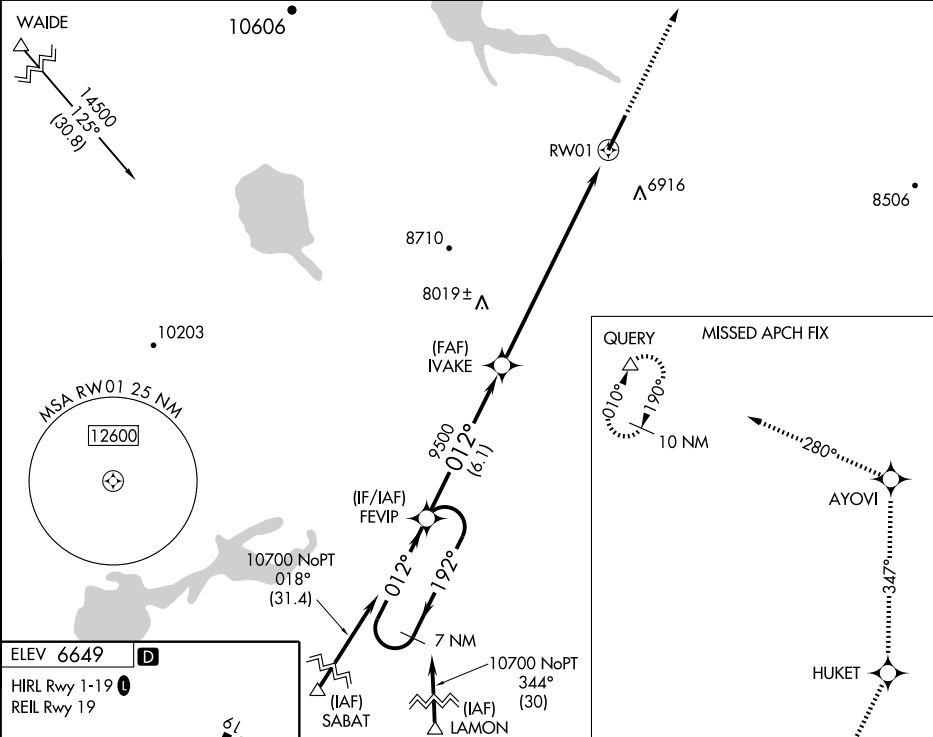 WAIDE
10606
14500
125°
(30.8)
RW01
6916
8506
8710
8019±
10203
(FAF)
IVAKE
MSA RW01 25 NM
12600
9500
012°
(6.1)
(IF/IAF)
FEVIP
10700 NoPT
018°
(31.4)
012°
192°
7 NM
10700 NoPT
344°
(30)
(IAF)
SABAT
(IAF)
LAMON
MISSED APCH FIX
QUERY
010°
190°
10 NM
280°
AYOVI
347°
HUKET
ELEV 6649 D
HIRL Rwy 1-19 L
REIL Rwy 19
19